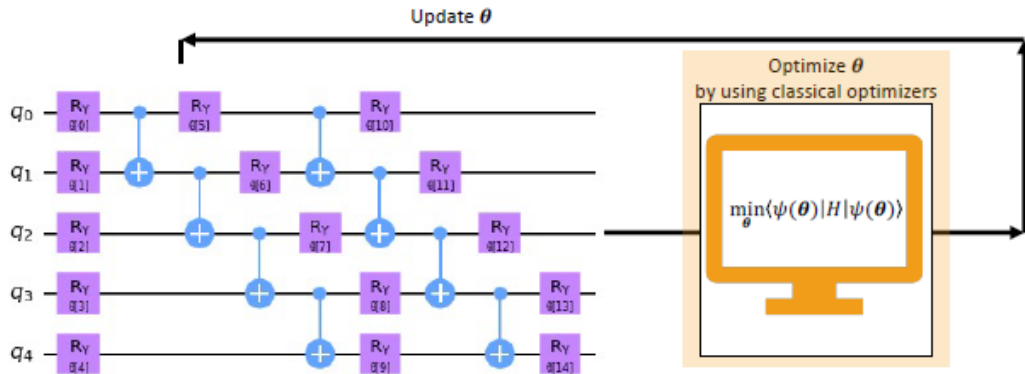 Update θ
Optimize θ
by using classical optimizers
min⟨ψ(θ)|H|ψ(θ)⟩
θ
q0 RY θ[0] RY θ[5] RY θ[10]
q1 RY θ[1] RY θ[6] RY θ[11]
q2 RY θ[2] RY θ[7] RY θ[12]
q3 RY θ[3] RY θ[8] RY θ[13]
q4 RY θ[4] RY θ[9] RY θ[14]